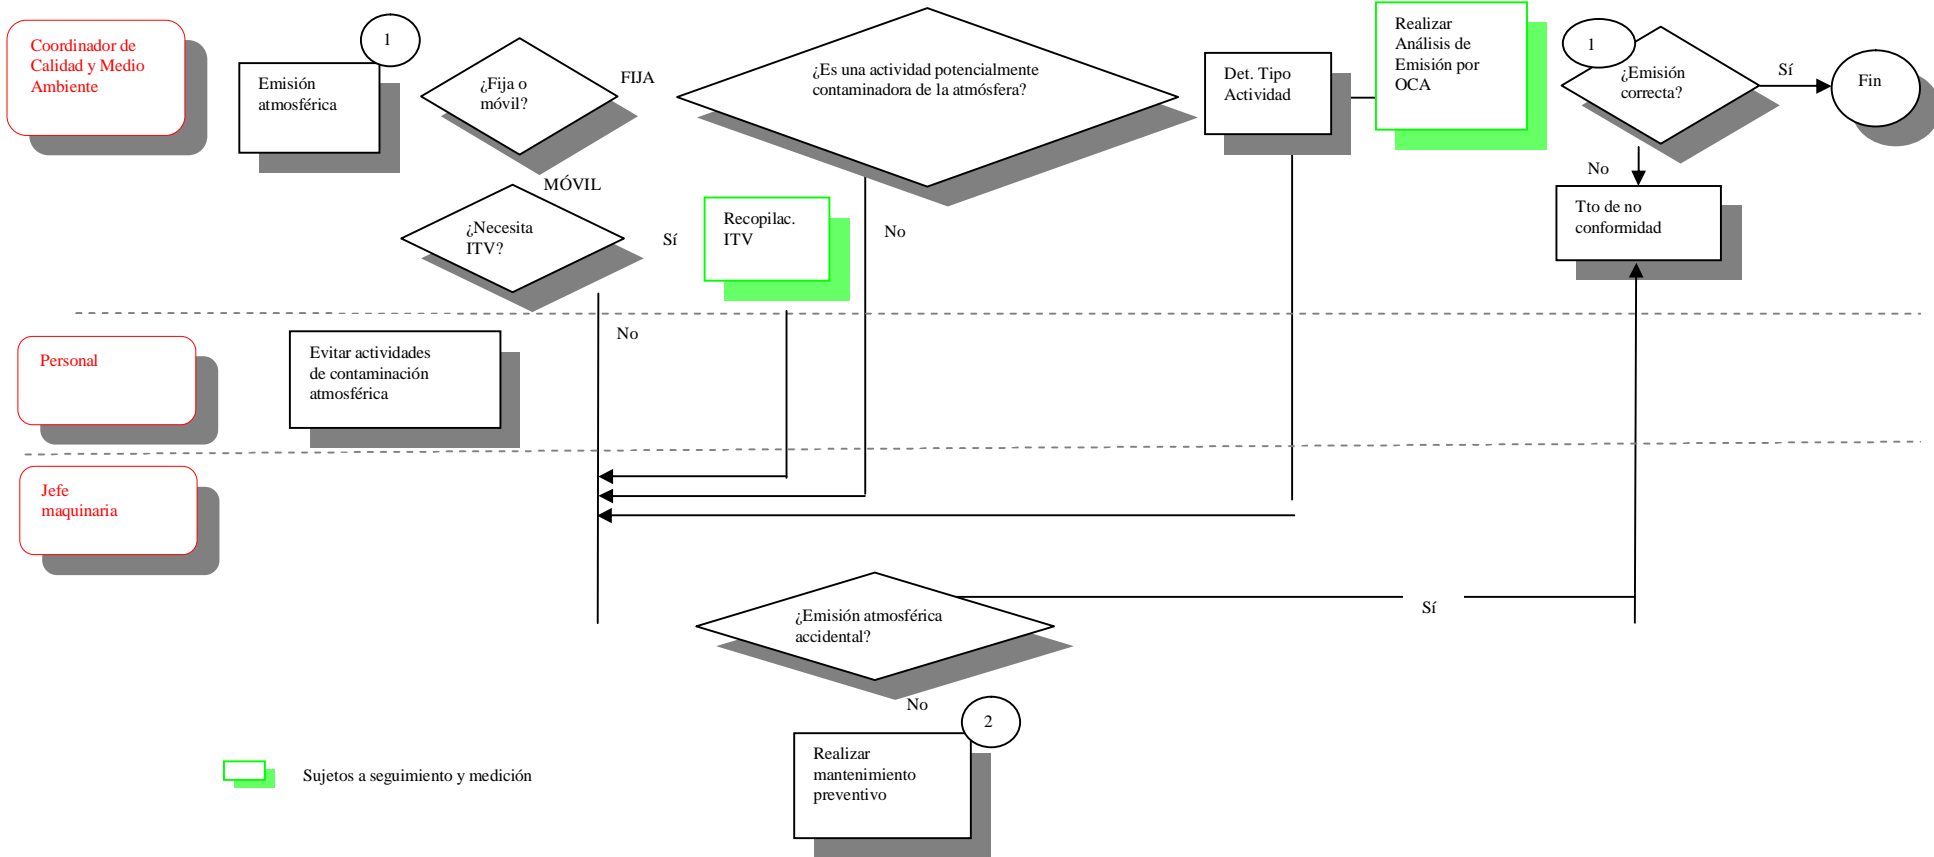 Coordinador de
Calidad y Medio
Ambiente
Emisión
atmosférica
1
¿Fija o
móvil?
FIJA
¿Es una actividad potencialmente
contaminadora de la atmósfera?
Det. Tipo
Actividad
Realizar
Análisis de
Emisión por
OCA
1
¿Emisión
correcta?
Sí
Fin
MÓVIL
¿Necesita
ITV?
Sí
Recopilac.
ITV
No
No
Tto de no
conformidad
No
Personal
Evitar actividades
de contaminación
atmosférica
Jefe
maquinaria
¿Emisión atmosférica
accidental?
Sí
No
2
Realizar
mantenimiento
preventivo
Sujetos a seguimiento y medición